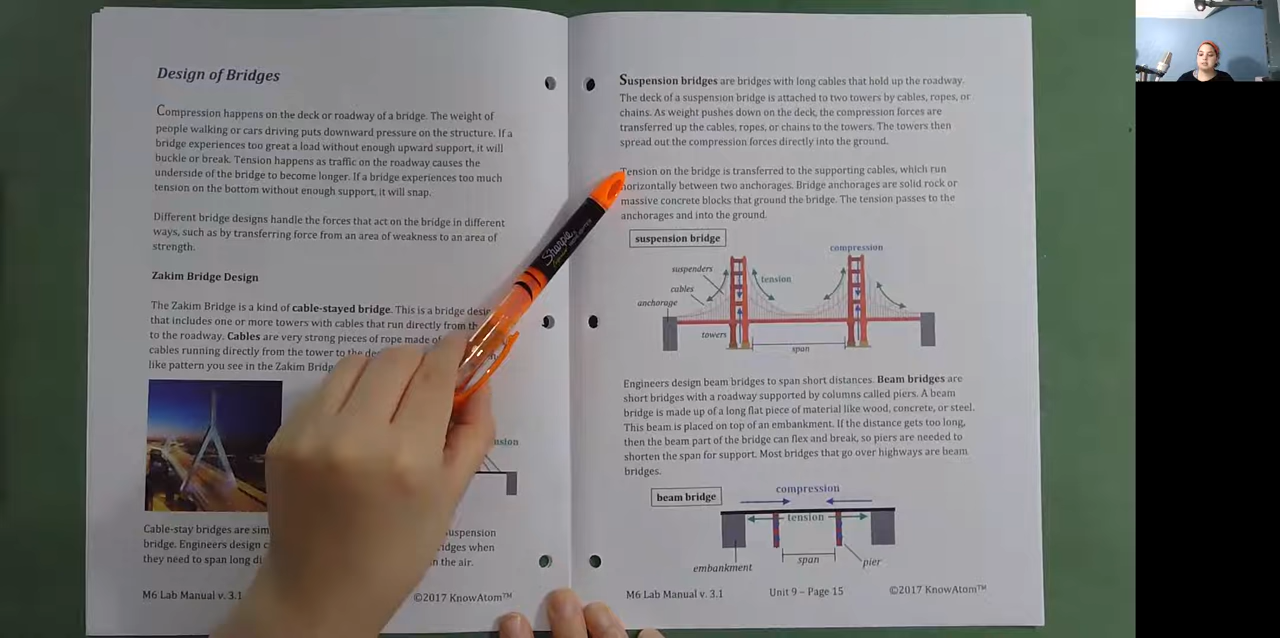 Design of Bridges
Compression happens on the deck or roadway of a bridge. The weight of
people walking or cars driving puts downward pressure on the structure. If a
bridge experiences too great a load without enough upward support, it will
buckle or break. Tension happens as traffic on the roadway causes the
underside of the bridge to become longer. If a bridge experiences too much
tension on the bottom without enough support, it will snap.
Different bridge designs handle the forces that act on the bridge in different
ways, such as by transferring force from an area of weakness to an area of
strength.
Zakim Bridge Design
The Zakim Bridge is a kind of cable-stayed bridge. This is a bridge
that includes one or more towers with cables that run directly from
to the roadway. Cables are very strong pieces of rope made of
cables running directly from the tower to the
like pattern you see in the Zakim
Cable-stay bridges are
suspension
bridge. Engineers design
when
they need to span long
in the air.
M6 Lab Manual v. 3.1
©2017 KnowAtom™
Suspension bridges are bridges with long cables that hold up the roadway.
The deck of a suspension bridge is attached to two towers by cables, ropes, or
chains. As weight pushes down on the deck, the compression forces are
transferred up the cables, ropes, or chains to the towers. The towers then
spread out the compression forces directly into the ground.
Tension on the bridge is transferred to the supporting cables, which run
horizontally between two anchorages. Bridge anchorages are solid rock or
massive concrete blocks that ground the bridge. The tension passes to the
anchorages and into the ground.
suspension bridge
compression
suspenders
tension
cables
anchorage
towers
span
Engineers design beam bridges to span short distances. Beam bridges are
short bridges with a roadway supported by columns called piers. A beam
bridge is made up of a long flat piece of material like wood, concrete, or steel.
This beam is placed on top of an embankment. If the distance gets too long,
then the beam part of the bridge can flex and break, so piers are needed to
shorten the span for support. Most bridges that go over highways are beam
bridges.
beam bridge
compression
tension
span
pier
embankment
M6 Lab Manual v. 3.1
Unit 9 – Page 15
©2017 KnowAtom™
Sharpie